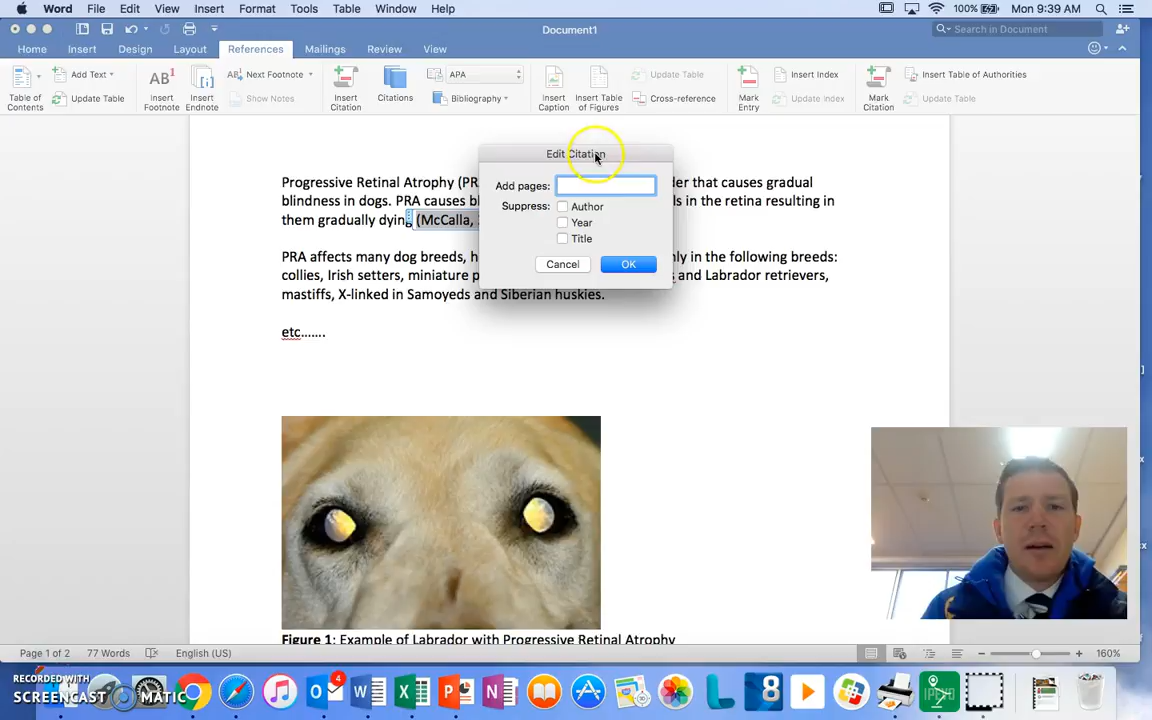 Word File Edit View Insert Format Tools Table Window Help 100% Mon 9:39 AM
Document1
Search in Document
Home Insert Design Layout References Mailings Review View
Table of Contents
Add Text
Update Table
AB1
Insert Footnote
Insert Endnote
AB1 Next Footnote
Show Notes
Insert Citation
Citations
APA
Bibliography
Insert Caption
Insert Table of Figures
Update Table
Cross-reference
Mark Entry
Insert Index
Update Index
Mark Citation
Insert Table of Authorities
Update Table
Edit Citation
Add pages:
Suppress: Author
Year
Title
Cancel OK
Progressive Retinal Atrophy (PR der that causes gradual
blindness in dogs. PRA causes bl s in the retina resulting in
them gradually dying (McCalla,
PRA affects many dog breeds, h ly in the following breeds:
collies, Irish setters, miniature p and Labrador retrievers,
mastiffs, X-linked in Samoyeds and Siberian huskies.
etc.......
Figure 1: Example of Labrador with Progressive Retinal Atrophy
Page 1 of 2 77 Words English (US) 160%
RECORDED WITH
SCREENCAST MATIC
4
8